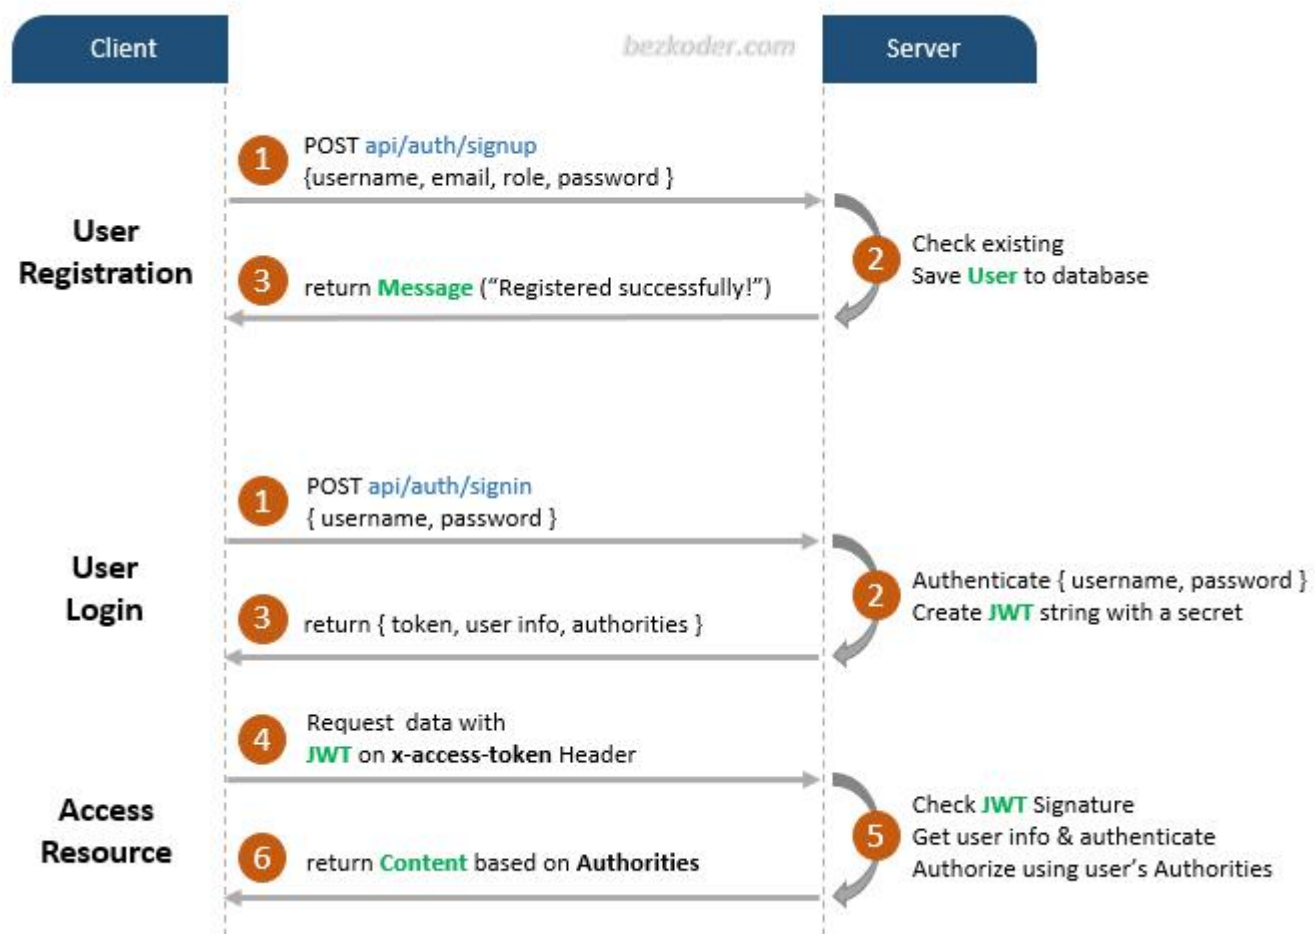 Client
bezkoder.com
Server
1
POST api/auth/signup
{username, email, role, password }
User
Registration
2
Check existing
Save User to database
3
return Message (“Registered successfully!”)
1
POST api/auth/signin
{ username, password }
User
Login
2
Authenticate { username, password }
Create JWT string with a secret
3
return { token, user info, authorities }
4
Request  data with
JWT on x-access-token Header
Access
Resource
5
Check JWT Signature
Get user info & authenticate
Authorize using user’s Authorities
6
return Content based on Authorities